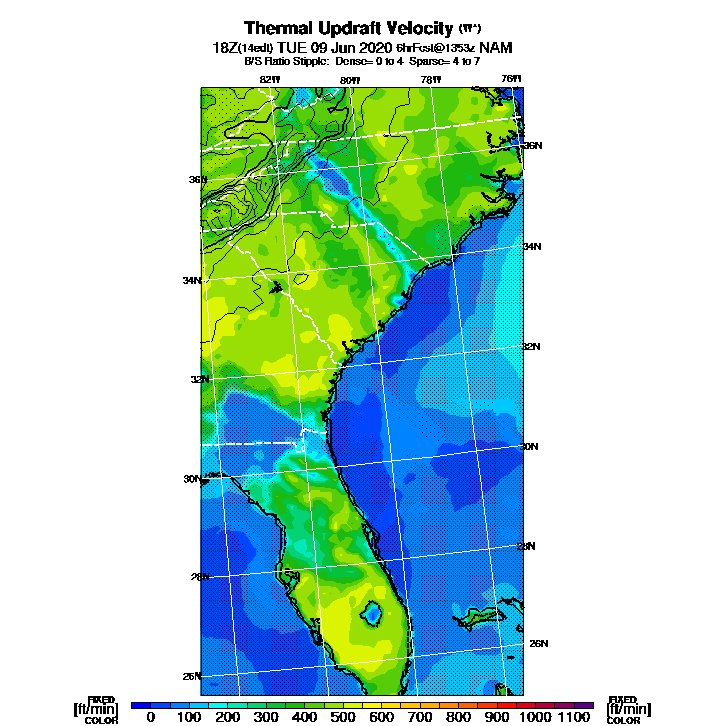 Thermal Updraft Velocity (W*)
18Z(14edt) TUE 09 Jun 2020 6hrFcst@1353z NAM
B/S Ratio Stipple: Dense= 0 to 4 Sparse= 4 to 7
82W 80W 78W 76W
36N
36N
34N
34N
32N
32N
30N
30N
28N
28N
26N
26N
FIXED FIXED
[ft/min] 0 100 200 300 400 500 600 700 800 900 1000 1100 [ft/min]
COLOR COLOR